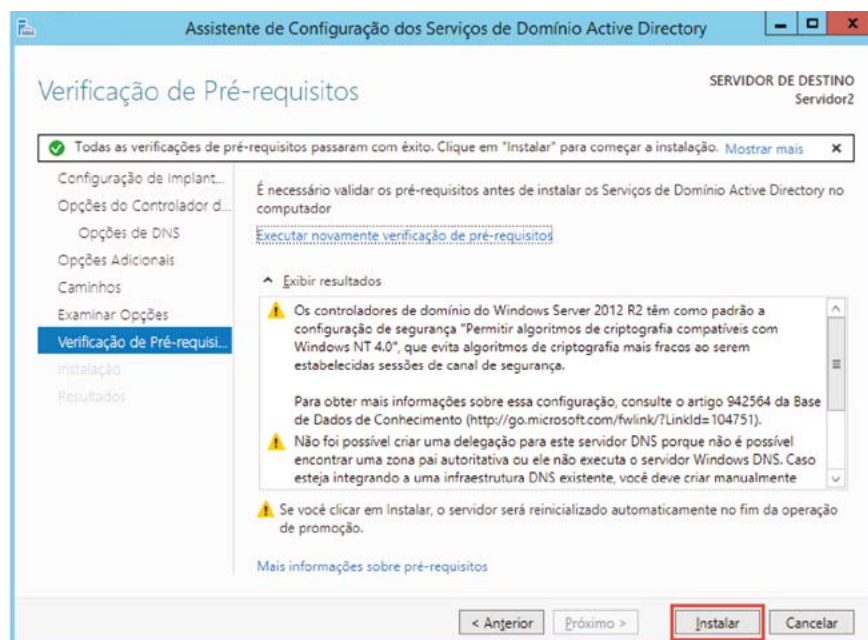 Assistente de Configuração dos Serviços de Domínio Active Directory
Verificação de Pré-requisitos
SERVIDOR DE DESTINO
Servidor2
Todas as verificações de pré-requisitos passaram com êxito. Clique em "Instalar" para começar a instalação. Mostrar mais
Configuração de Implant...
Opções do Controlador d...
Opções de DNS
Opções Adicionais
Caminhos
Examinar Opções
Verificação de Pré-requisi...
Instalação
Resultados
É necessário validar os pré-requisitos antes de instalar os Serviços de Domínio Active Directory no
computador
Executar novamente verificação de pré-requisitos
Exibir resultados
Os controladores de domínio do Windows Server 2012 R2 têm como padrão a
configuração de segurança "Permitir algoritmos de criptografia compatíveis com
Windows NT 4.0", que evita algoritmos de criptografia mais fracos ao serem
estabelecidas sessões de canal de segurança.
Para obter mais informações sobre essa configuração, consulte o artigo 942564 da Base
de Dados de Conhecimento (http://go.microsoft.com/fwlink/?LinkId=104751).
Não foi possível criar uma delegação para este servidor DNS porque não é possível
encontrar uma zona pai autoritativa ou ele não executa o servidor Windows DNS. Caso
esteja integrando a uma infraestrutura DNS existente, você deve criar manualmente
Se você clicar em Instalar, o servidor será reinicializado automaticamente no fim da operação
de promoção.
Mais informações sobre pré-requisitos
< Anterior Próximo > Instalar Cancelar